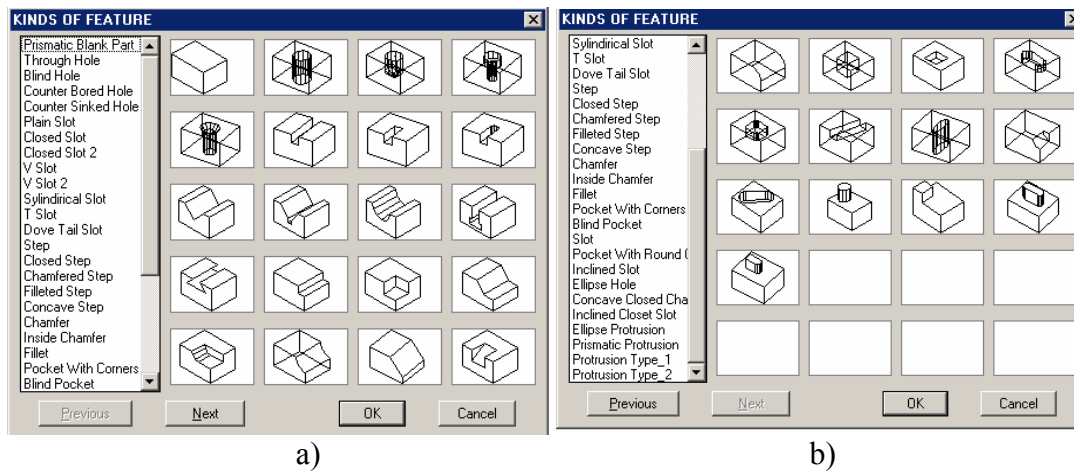 KINDS OF FEATURE
Prismatic Blank Part
Through Hole
Blind Hole
Counter Bored Hole
Counter Sinked Hole
Plain Slot
Closed Slot
Closed Slot 2
V Slot
V Slot 2
Sylindirical Slot
T Slot
Dove Tail Slot
Step
Closed Step
Chamfered Step
Filleted Step
Concave Step
Chamfer
Inside Chamfer
Fillet
Pocket With Corners
Blind Pocket
Previous
Next
OK
Cancel
a)
KINDS OF FEATURE
Sylindirical Slot
T Slot
Dove Tail Slot
Step
Closed Step
Chamfered Step
Filleted Step
Concave Step
Chamfer
Inside Chamfer
Fillet
Pocket With Corners
Blind Pocket
Slot
Pocket With Round
Inclined Slot
Ellipse Hole
Concave Closed Cha
Inclined Closet Slot
Ellipse Protrusion
Prismatic Protrusion
Protrusion Type_1
Protrusion Type_2
Previous
Next
OK
Cancel
b)